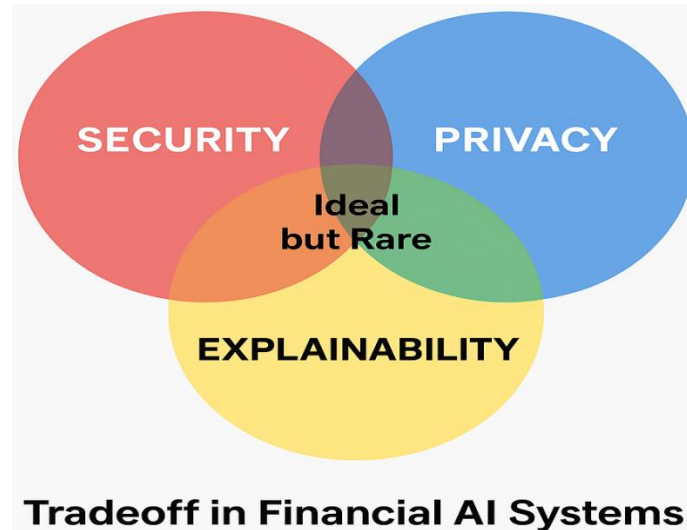 SECURITY
PRIVACY
Ideal
but Rare
EXPLAINABILITY
Tradeoff in Financial AI Systems